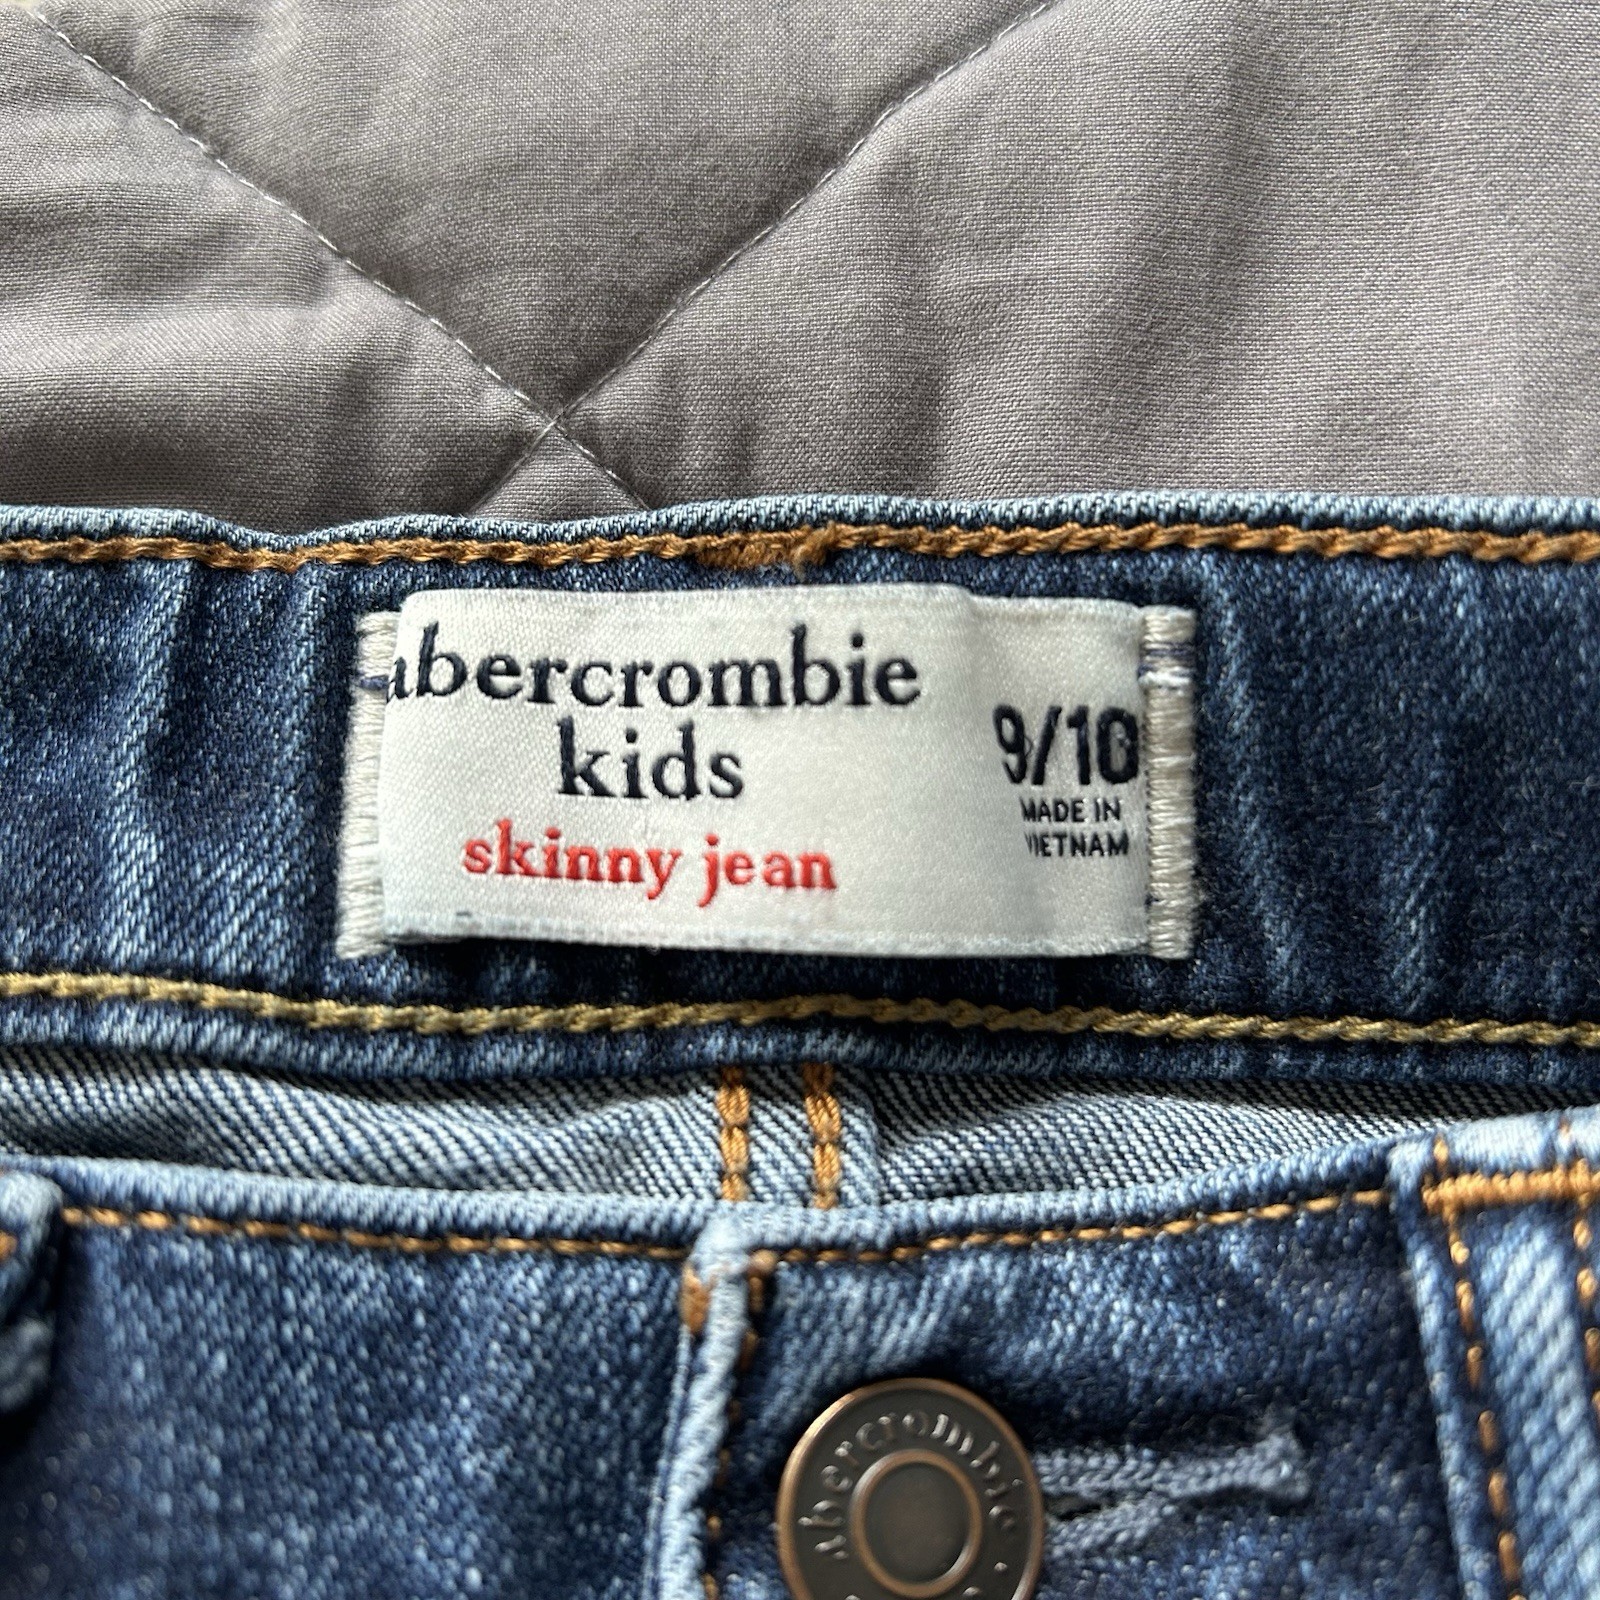 abercrombie
kids
skinny jean
9/10
MADE IN
VIETNAM
abercrombie